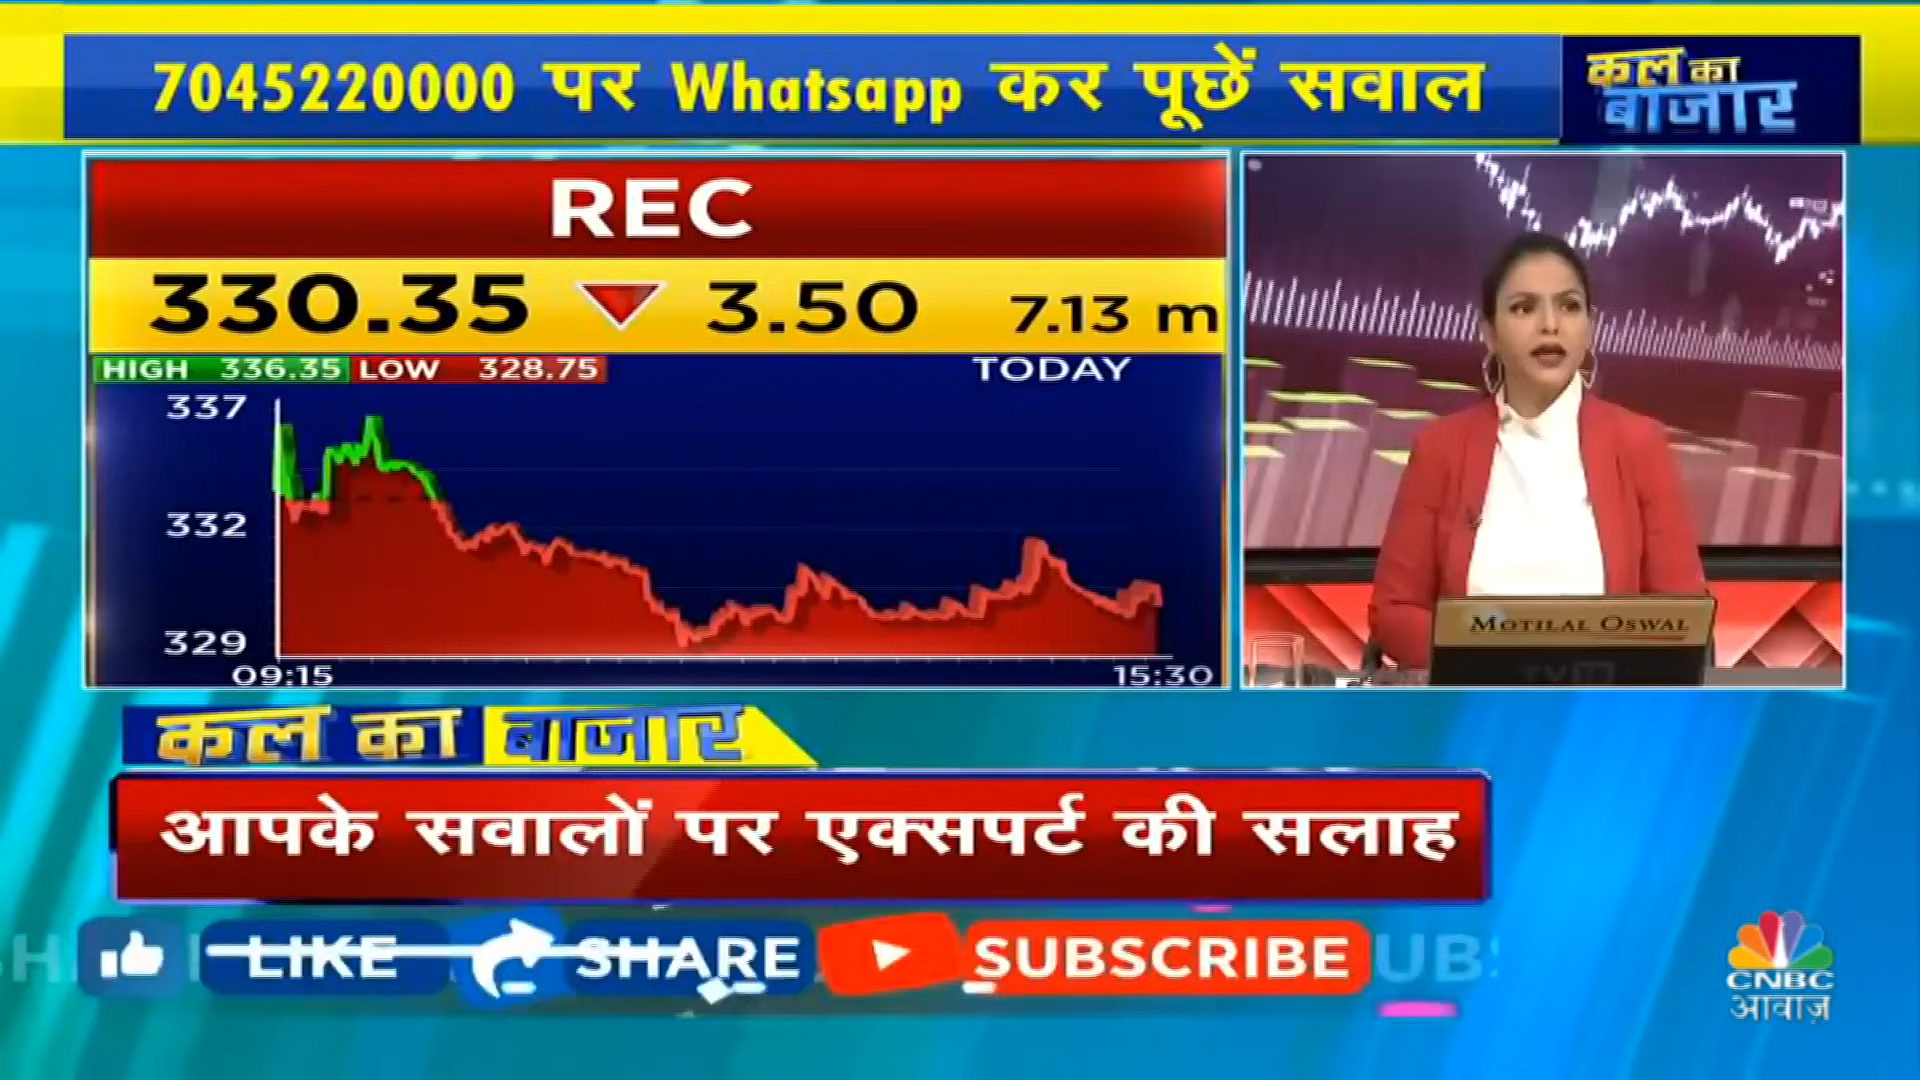 7045220000 पर Whatsapp कर पूछें सवाल
कल का
बाजार
REC
330.35 3.50 7.13 m
HIGH 336.35 LOW 328.75 TODAY
337
332
329
09:15 15:30
MOTILAL OSWAL
कल का बाजार
आपके सवालों पर एक्सपर्ट की सलाह
LIKE SHARE SUBSCRIBE
CNBC
आवाज़